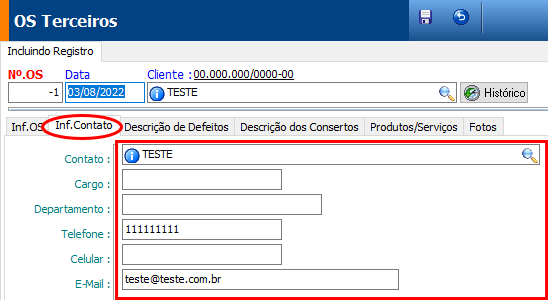 OS Terceiros
Incluindo Registro
Nº.OS Data Cliente : 00.000.000/0000-00
-1 03/08/2022 TESTE Histórico
Inf.OS Inf.Contato Descrição de Defeitos Descrição dos Consertos Produtos/Serviços Fotos
Contato : TESTE
Cargo :
Departamento :
Telefone : 111111111
Celular :
E-Mail : teste@teste.com.br